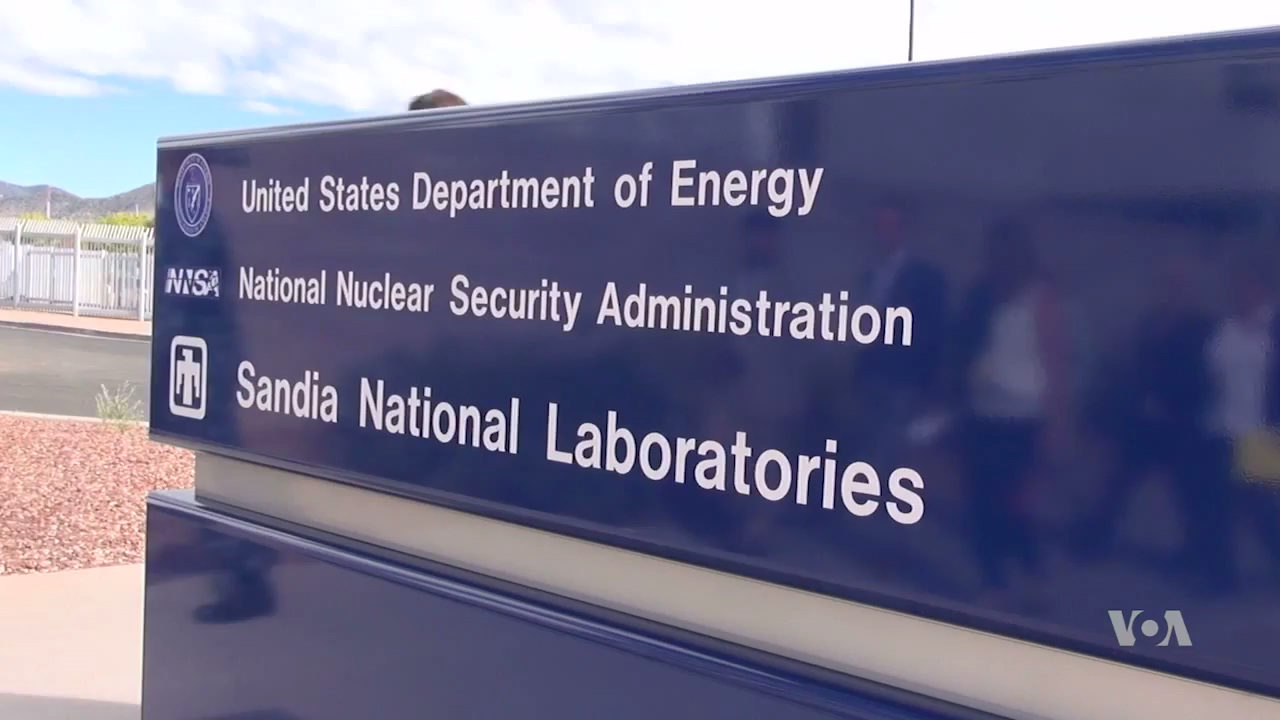 United States Department of Energy
NNSA
National Nuclear Security Administration
Sandia National Laboratories
VOA